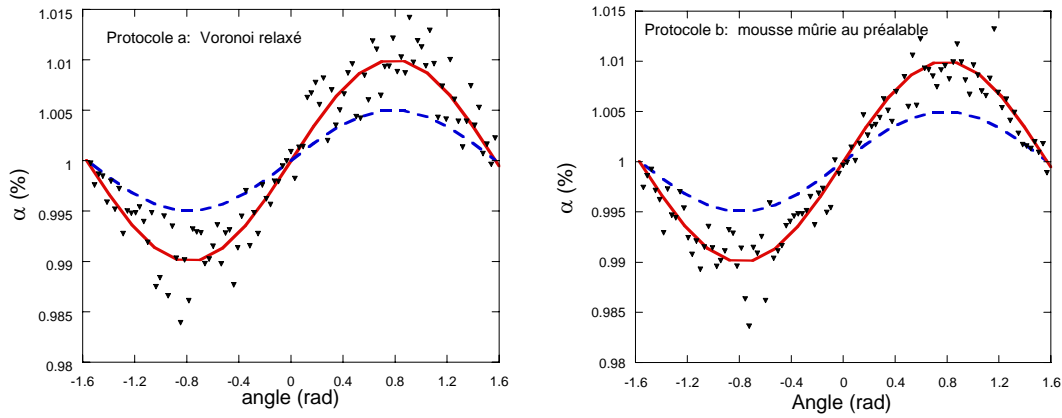 Protocole a: Voronoi relaxé
1.015
1.01
1.005
1
0.995
0.99
0.985
0.98
α (%)
-1.6 -1.2 -0.8 -0.4 0 0.4 0.8 1.2 1.6
angle (rad)
Protocole b: mousse mûrie au préalable
1.015
1.01
1.005
1
0.995
0.99
0.985
0.98
α (%)
-1.6 -1.2 -0.8 -0.4 0 0.4 0.8 1.2 1.6
Angle (rad)